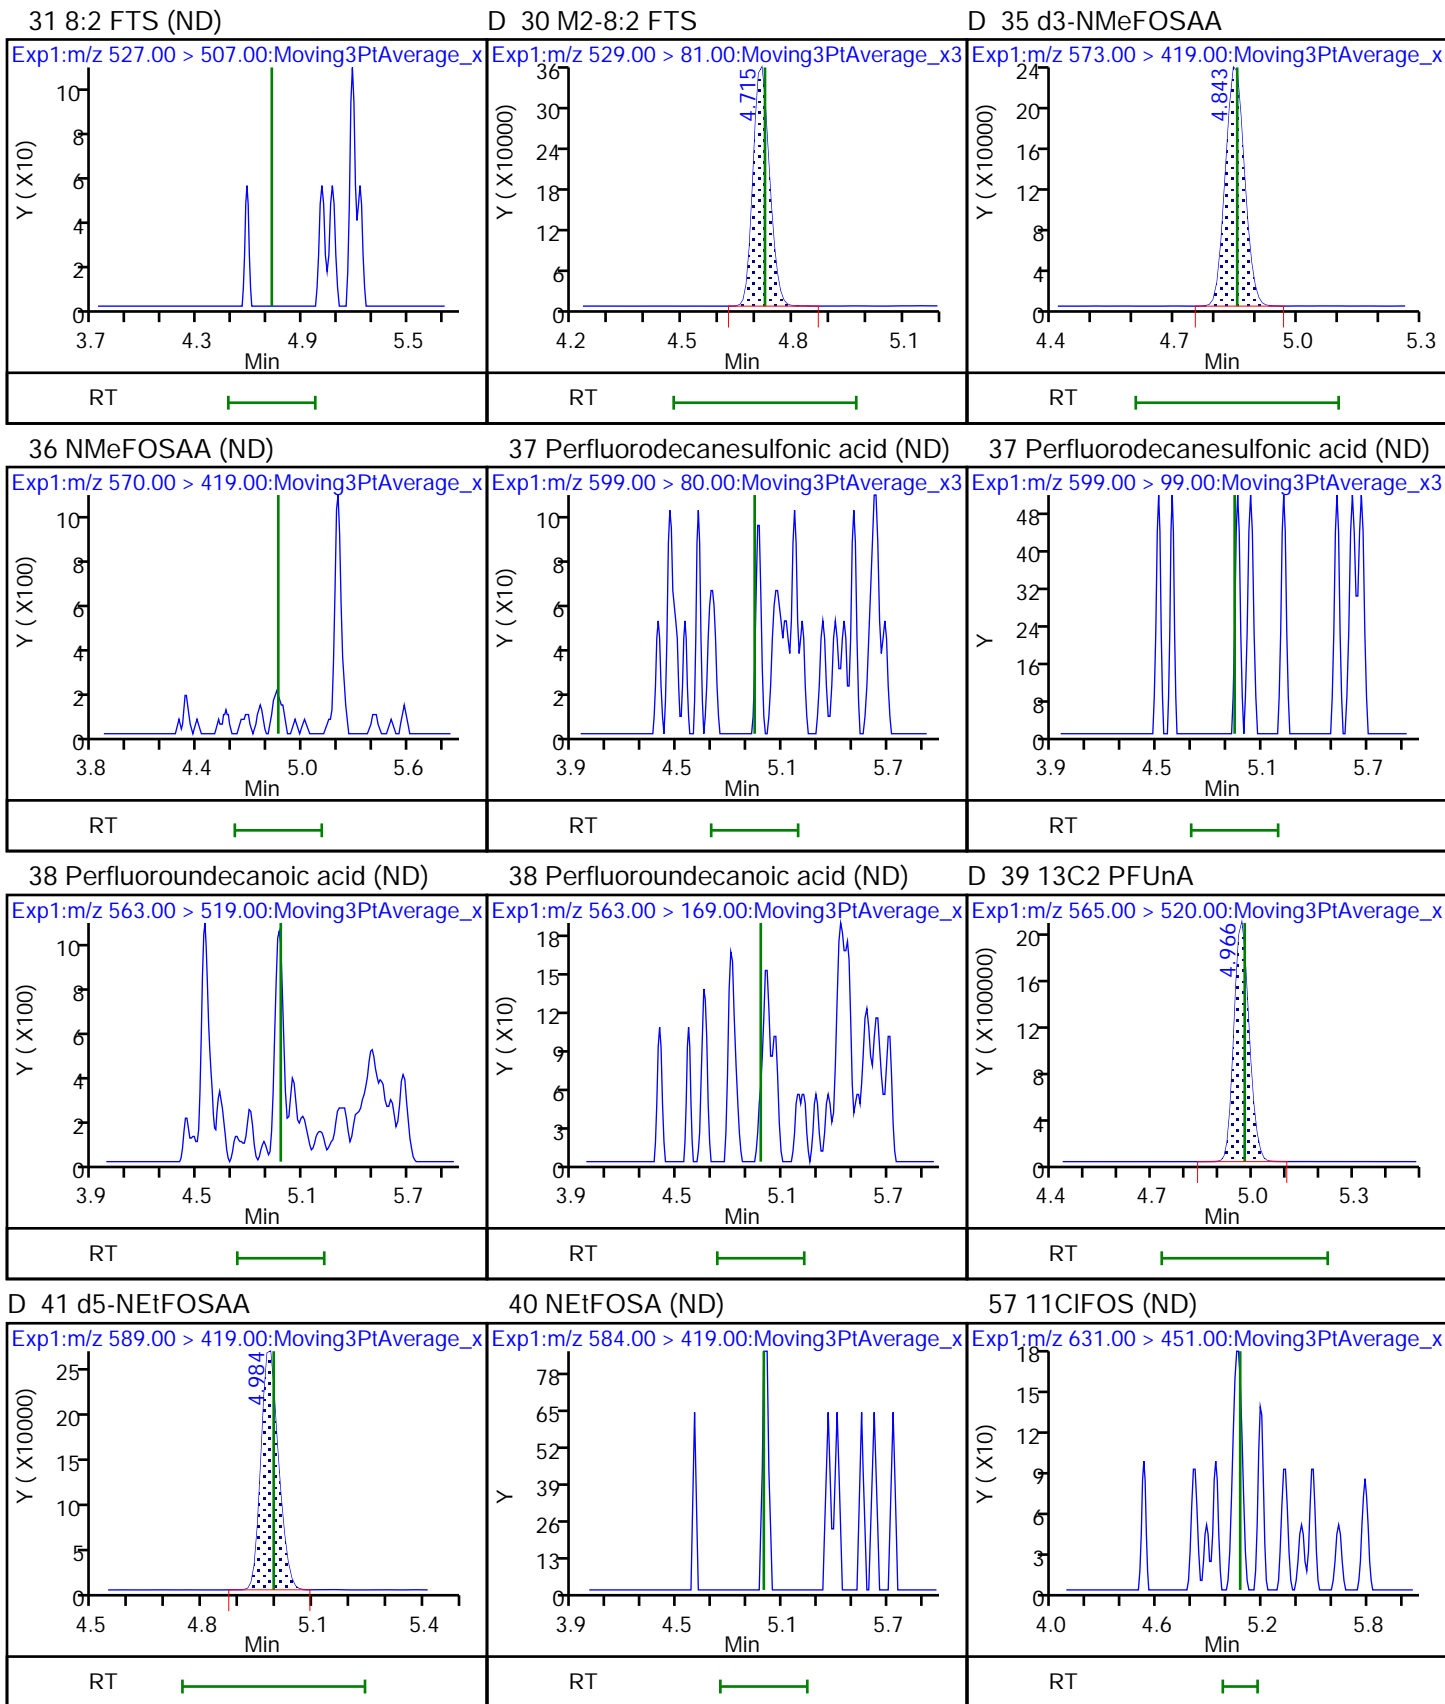 31 8:2 FTS (ND)
D 30 M2-8:2 FTS
D 35 d3-NMeFOSAA
Exp1:m/z 527.00 > 507.00:Moving3PtAverage_x
Exp1:m/z 529.00 > 81.00:Moving3PtAverage_x3
Exp1:m/z 573.00 > 419.00:Moving3PtAverage_x
Y ( X10)
10
8
6
4
2
0
3.7 4.3 4.9 5.5
Min
RT
Y ( X10000)
36
30
24
18
12
6
0
4.715
4.2 4.5 4.8 5.1
Min
RT
Y ( X10000)
24
20
16
12
8
4
0
4.843
4.4 4.7 5.0 5.3
Min
RT
36 NMeFOSAA (ND)
37 Perfluorodecanesulfonic acid (ND)
37 Perfluorodecanesulfonic acid (ND)
Exp1:m/z 570.00 > 419.00:Moving3PtAverage_x
Exp1:m/z 599.00 > 80.00:Moving3PtAverage_x3
Exp1:m/z 599.00 > 99.00:Moving3PtAverage_x3
Y ( X100)
10
8
6
4
2
0
3.8 4.4 5.0 5.6
Min
RT
Y ( X10)
10
8
6
4
2
0
3.9 4.5 5.1 5.7
Min
RT
Y
48
40
32
24
16
8
0
3.9 4.5 5.1 5.7
Min
RT
38 Perfluoroundecanoic acid (ND)
38 Perfluoroundecanoic acid (ND)
D 39 13C2 PFUnA
Exp1:m/z 563.00 > 519.00:Moving3PtAverage_x
Exp1:m/z 563.00 > 169.00:Moving3PtAverage_x
Exp1:m/z 565.00 > 520.00:Moving3PtAverage_x
Y ( X100)
10
8
6
4
2
0
3.9 4.5 5.1 5.7
Min
RT
Y ( X10)
18
15
12
9
6
3
0
3.9 4.5 5.1 5.7
Min
RT
Y ( X100000)
20
16
12
8
4
0
4.966
4.4 4.7 5.0 5.3
Min
RT
D 41 d5-NEtFOSAA
40 NEtFOSA (ND)
57 11ClFOS (ND)
Exp1:m/z 589.00 > 419.00:Moving3PtAverage_x
Exp1:m/z 584.00 > 419.00:Moving3PtAverage_x
Exp1:m/z 631.00 > 451.00:Moving3PtAverage_x
Y ( X10000)
25
20
15
10
5
0
4.984
4.5 4.8 5.1 5.4
Min
RT
Y
78
65
52
39
26
13
0
3.9 4.5 5.1 5.7
Min
RT
Y ( X10)
18
15
12
9
6
3
0
4.0 4.6 5.2 5.8
Min
RT